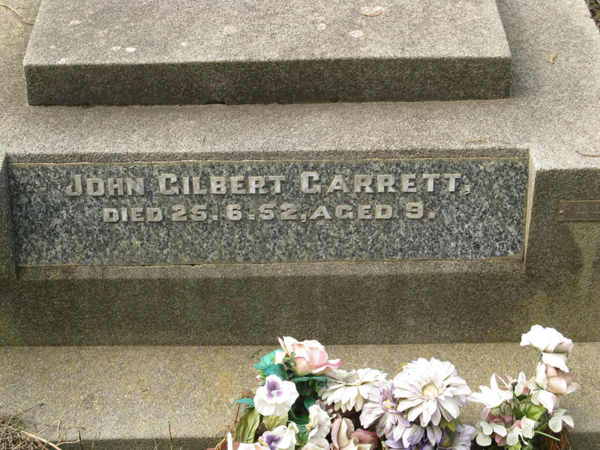 JOHN GILBERT GARRETT,
DIED 25.6.52, AGED 9.